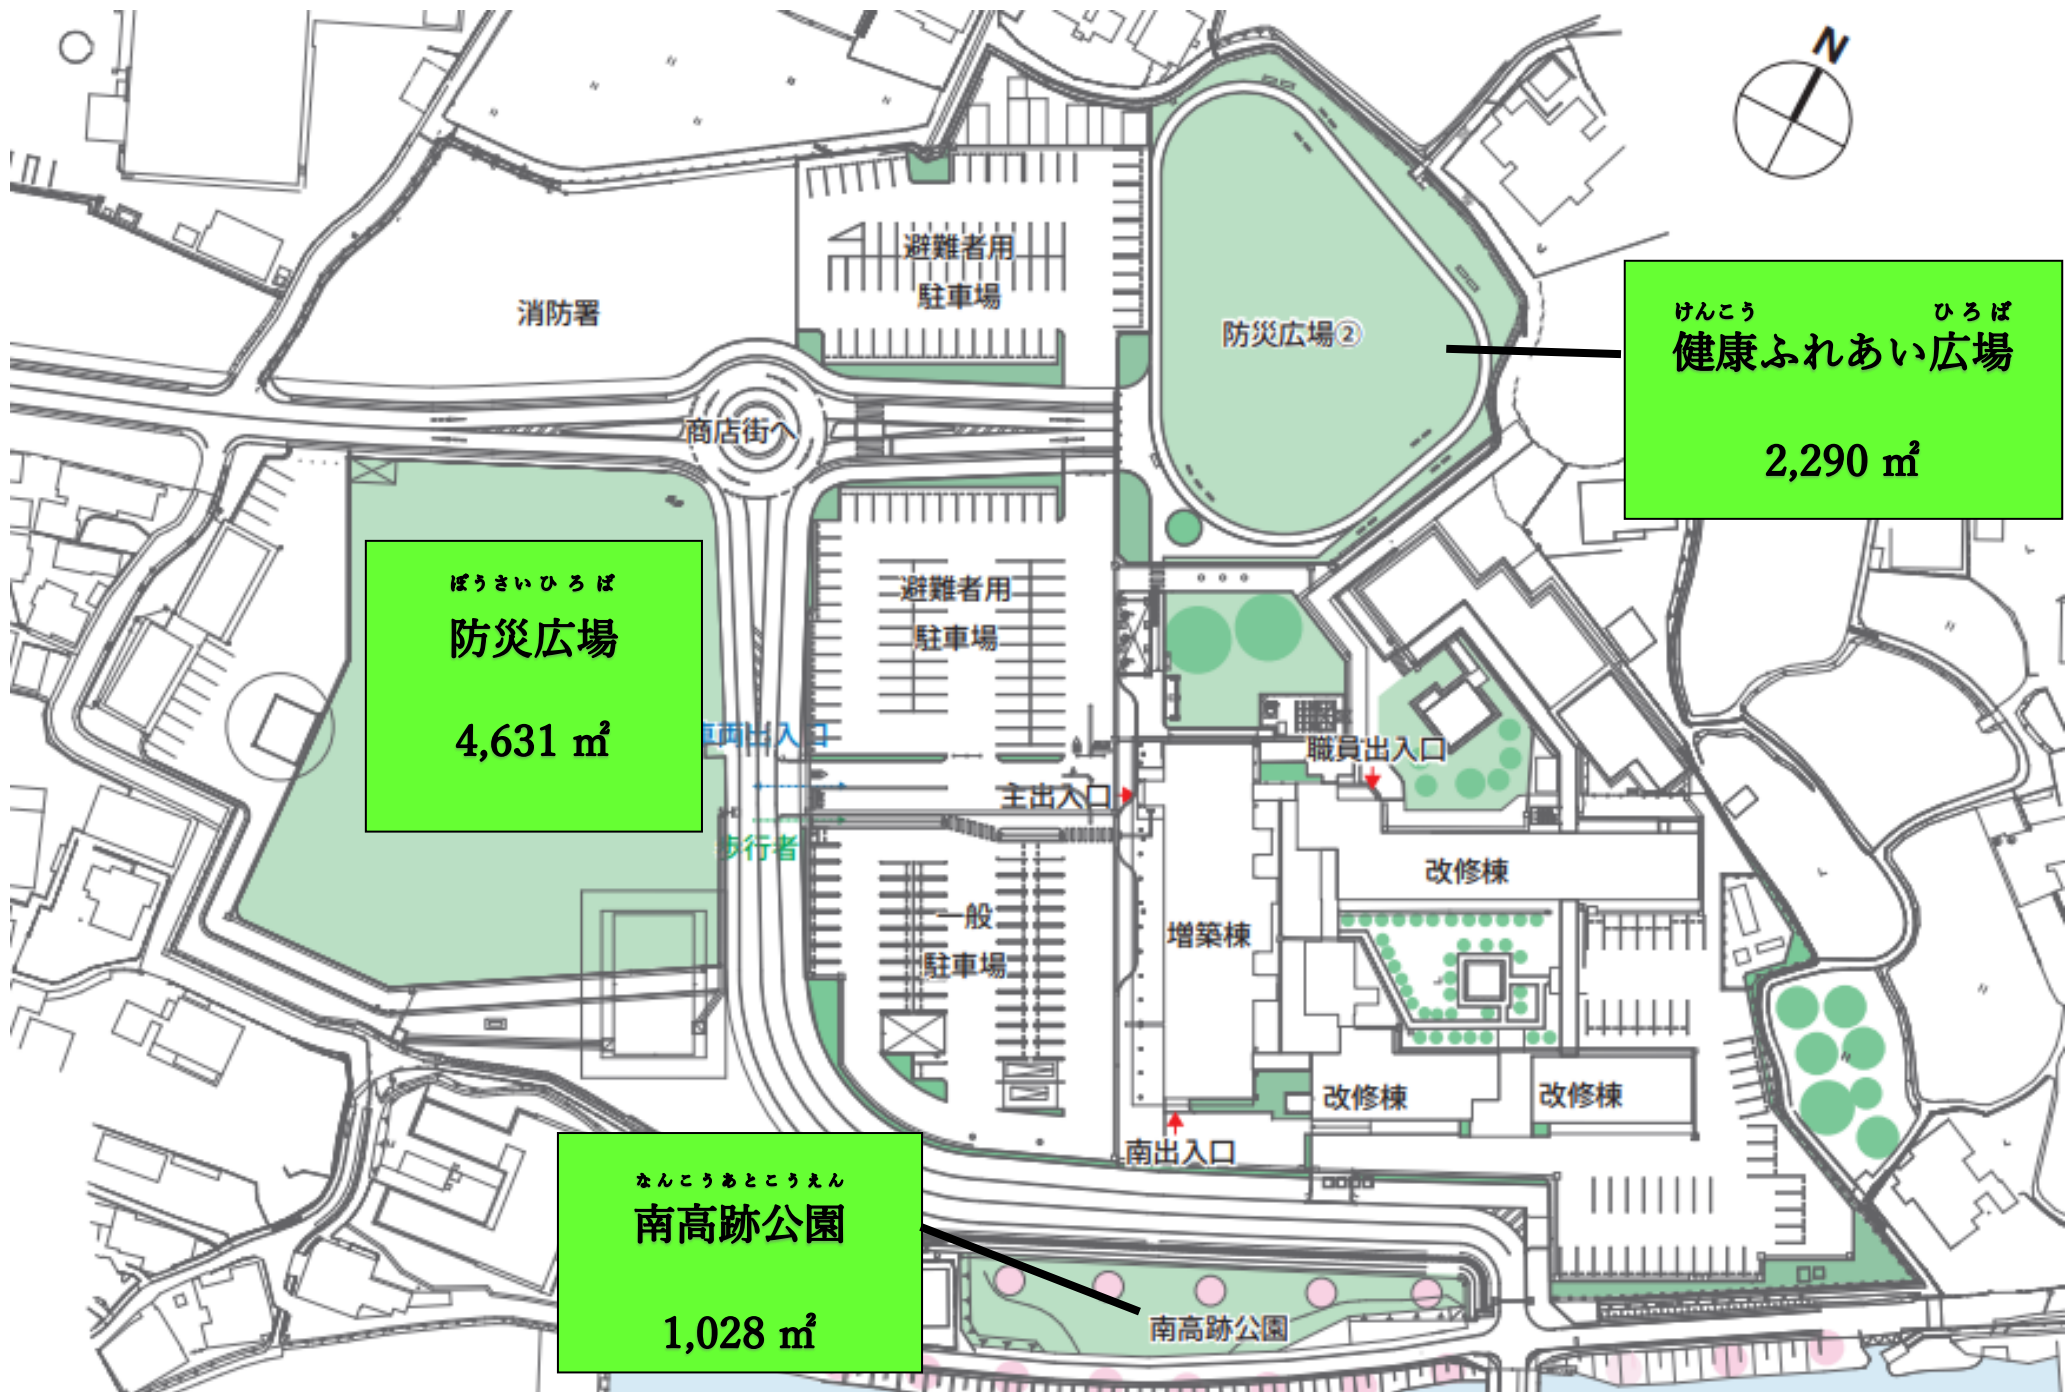 N
避難者用
駐車場
消防署
防災広場②
けんこう ひろば
健康ふれあい広場
2,290 ㎡
商店街へ
ぼうさいひろば
防災広場
4,631 ㎡
避難者用
駐車場
車両出入口
職員出入口
主出入口
歩行者
改修棟
一般
駐車場
増築棟
改修棟
改修棟
南出入口
なんこうあとこうえん
南高跡公園
1,028 ㎡
南高跡公園